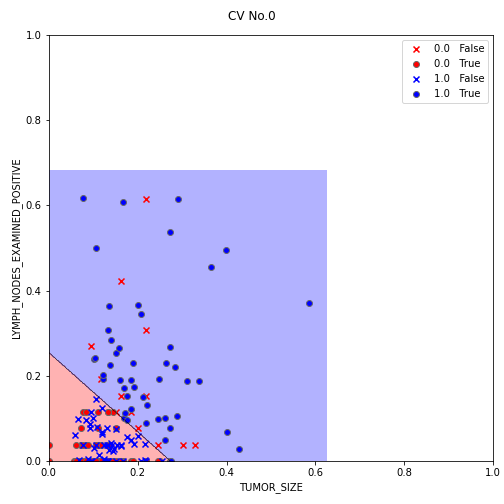 CV No.0
1.0
0.8
0.6
0.4
0.2
0.0
LYMPH_NODES_EXAMINED_POSITIVE
0.0 False
0.0 True
1.0 False
1.0 True
0.0 0.2 0.4 0.6 0.8 1.0
TUMOR_SIZE